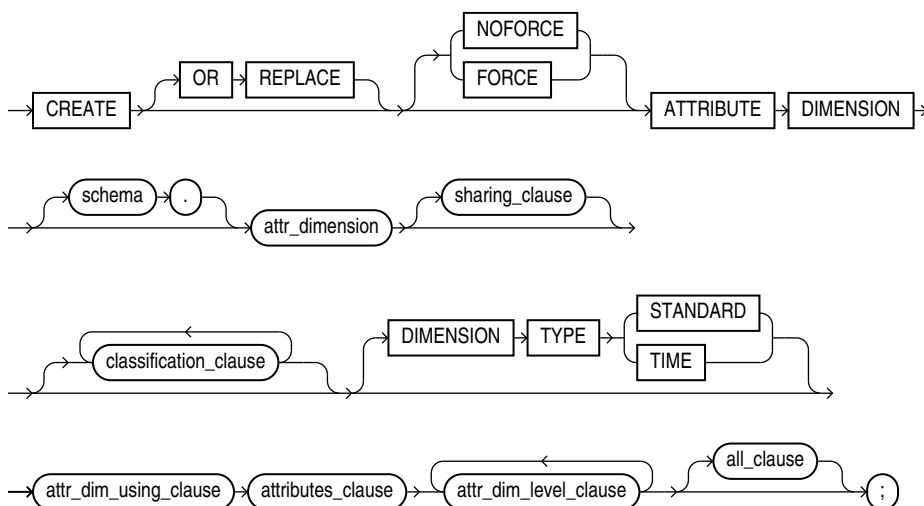 NOFORCE
OR REPLACE FORCE
CREATE ATTRIBUTE DIMENSION
schema . sharing_clause
attr_dimension
STANDARD
DIMENSION TYPE
classification_clause TIME
all_clause
attr_dim_using_clause attributes_clause attr_dim_level_clause ;